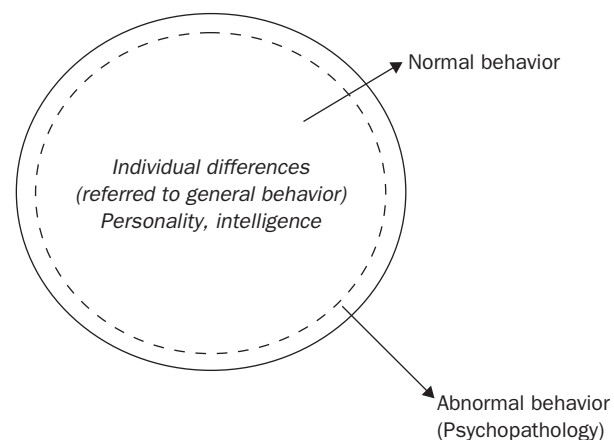 Normal behavior
Individual differences
(referred to general behavior)
Personality, intelligence
Abnormal behavior
(Psychopathology)